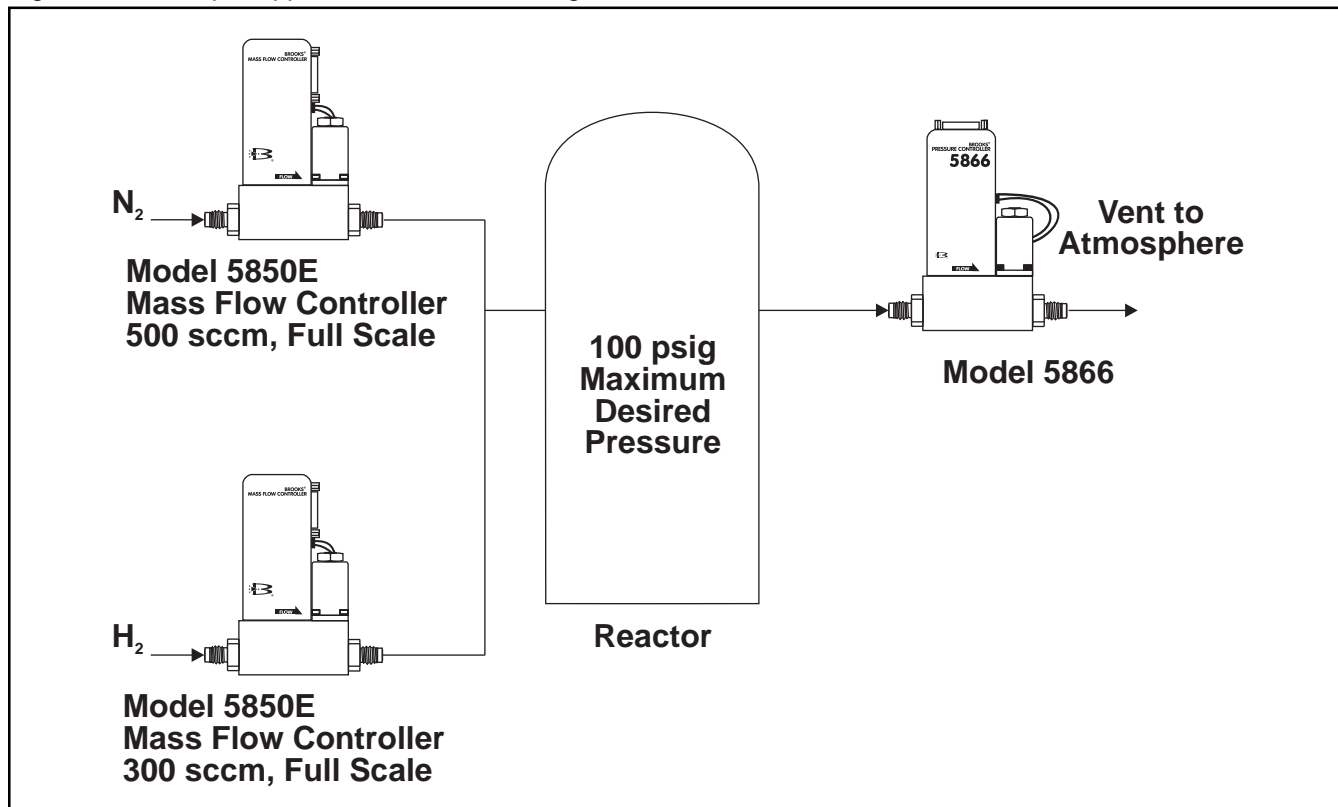 BROOKS®
MASS FLOW CONTROLLER
FLOW
N2
Model 5850E
Mass Flow Controller
500 sccm, Full Scale
BROOKS®
MASS FLOW CONTROLLER
FLOW
H2
Model 5850E
Mass Flow Controller
300 sccm, Full Scale
100 psig
Maximum
Desired
Pressure
Reactor
BROOKS®
PRESSURE CONTROLLER
5866
FLOW
Vent to
Atmosphere
Model 5866